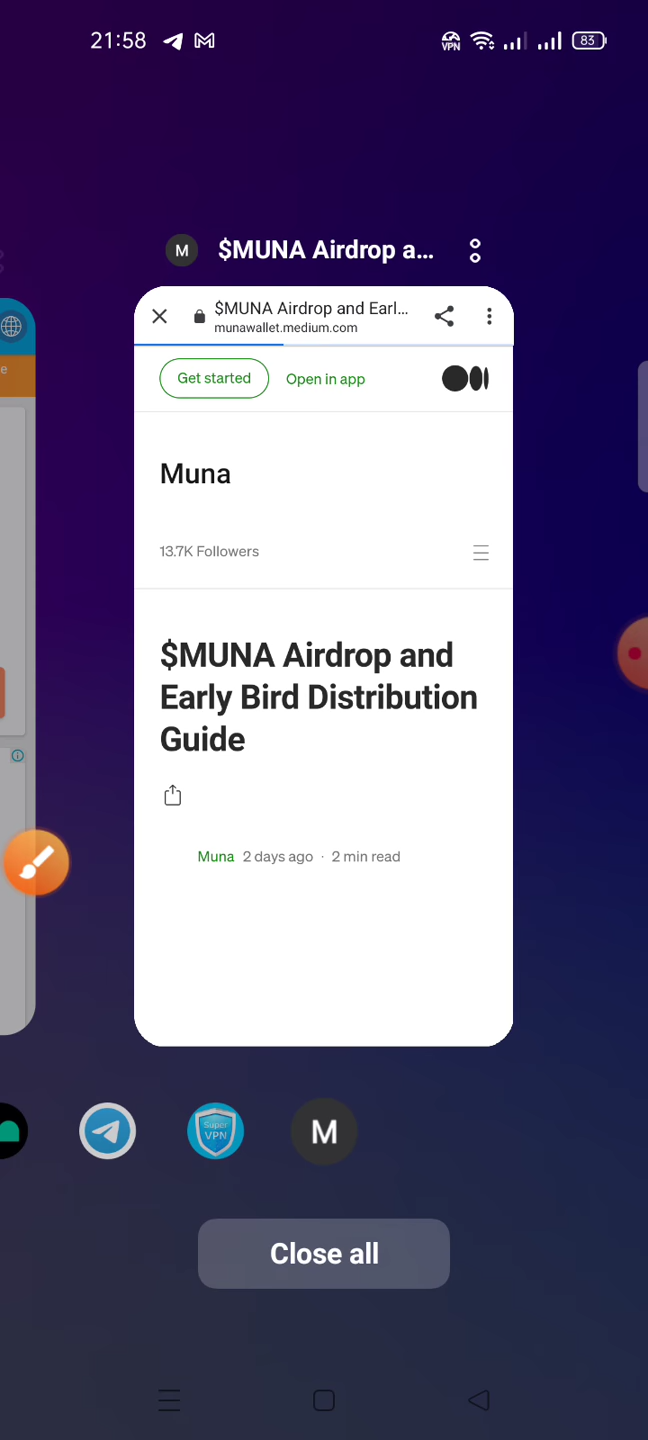 21:58
VPN
83
M
$MUNA Airdrop a...
$MUNA Airdrop and Earl...
munawallet.medium.com
Get started
Open in app
Muna
13.7K Followers
$MUNA Airdrop and
Early Bird Distribution
Guide
Muna 2 days ago · 2 min read
e
Super
VPN
M
Close all